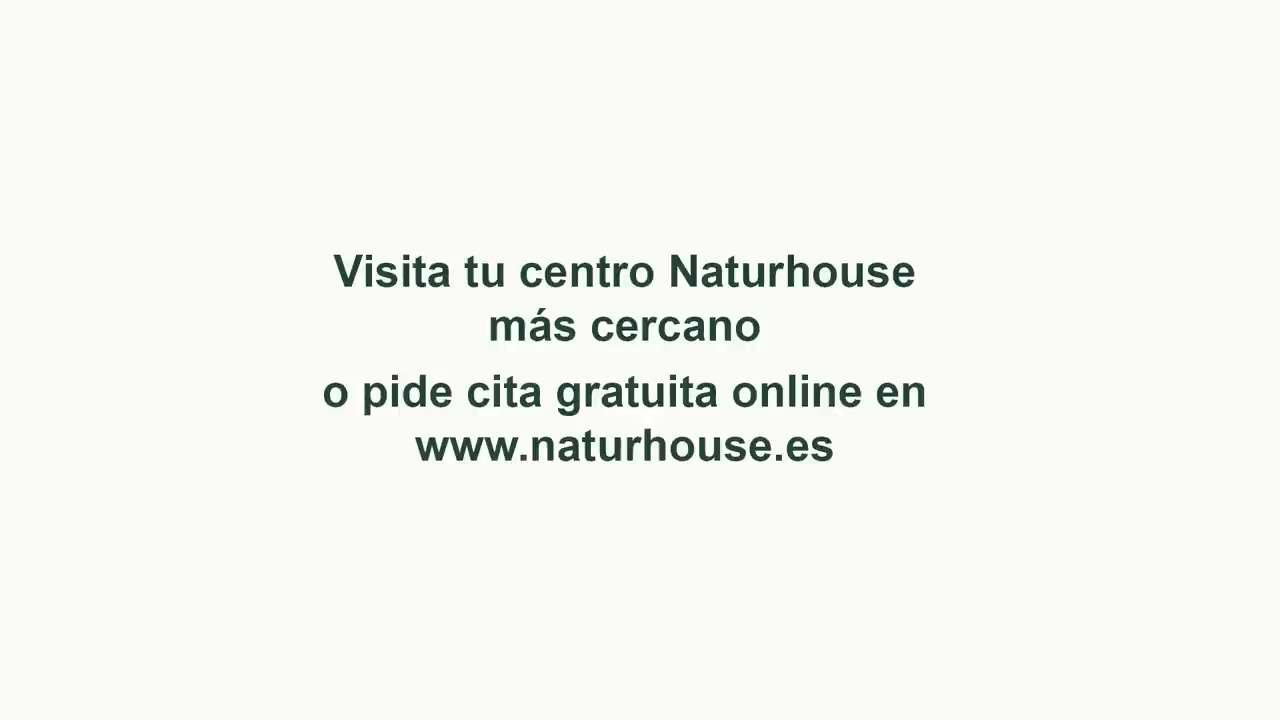 Visita tu centro Naturhouse
más cercano
o pide cita gratuita online en
www.naturhouse.es